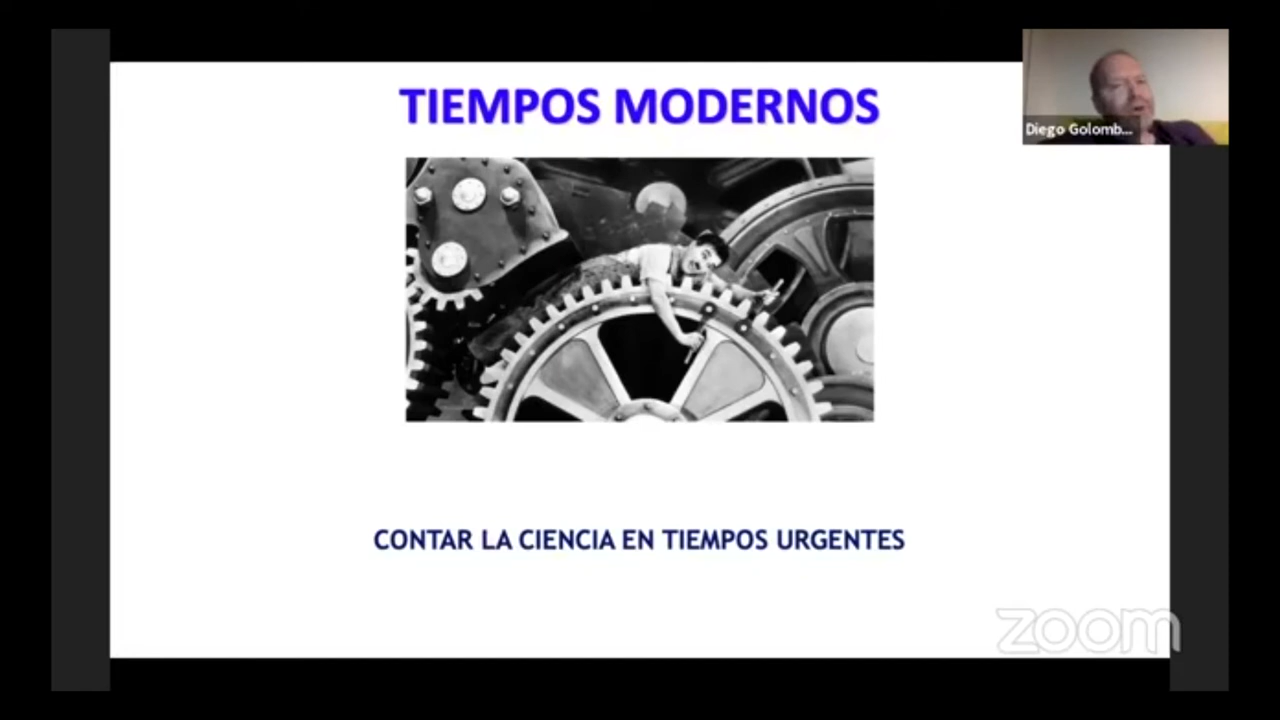 TIEMPOS MODERNOS
Diego Golomb...
CONTAR LA CIENCIA EN TIEMPOS URGENTES
zoom